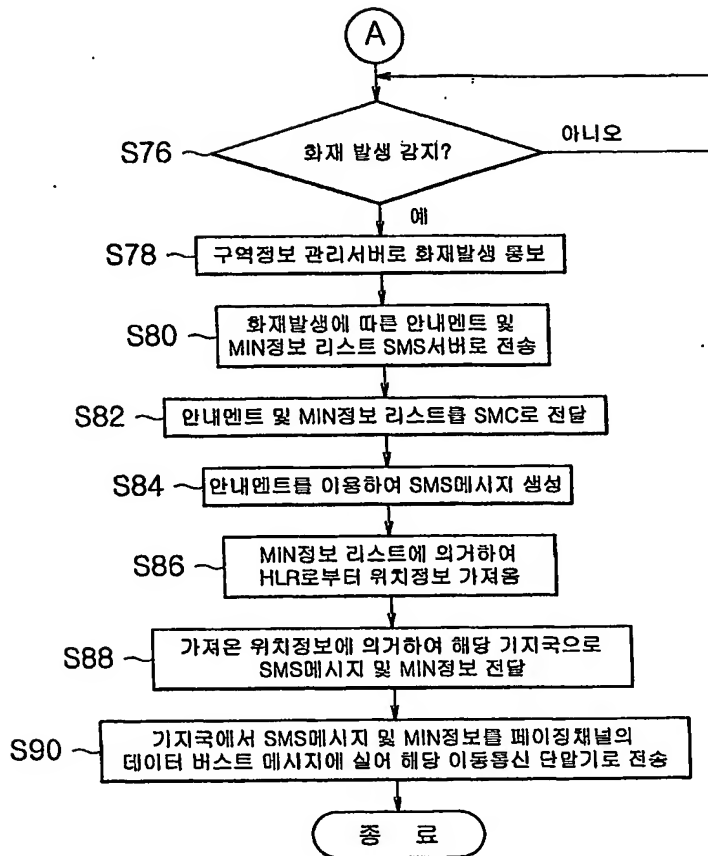 A
S76
화재 발생 감지?
아니오
예
S78
구역정보 관리서버로 화재발생 통보
S80
화재발생에 따른 안내멘트 및
MIN정보 리스트 SMS서버로 전송
S82
안내멘트 및 MIN정보 리스트를 SMC로 전달
S84
안내멘트를 이용하여 SMS메시지 생성
S86
MIN정보 리스트에 의거하여
HLR로부터 위치정보 가져옴
S88
가져온 위치정보에 의거하여 해당 기지국으로
SMS메시지 및 MIN정보 전달
S90
기지국에서 SMS메시지 및 MIN정보를 페이징채널의
데이터 버스트 메시지에 실어 해당 이동통신 단말기로 전송
종 료